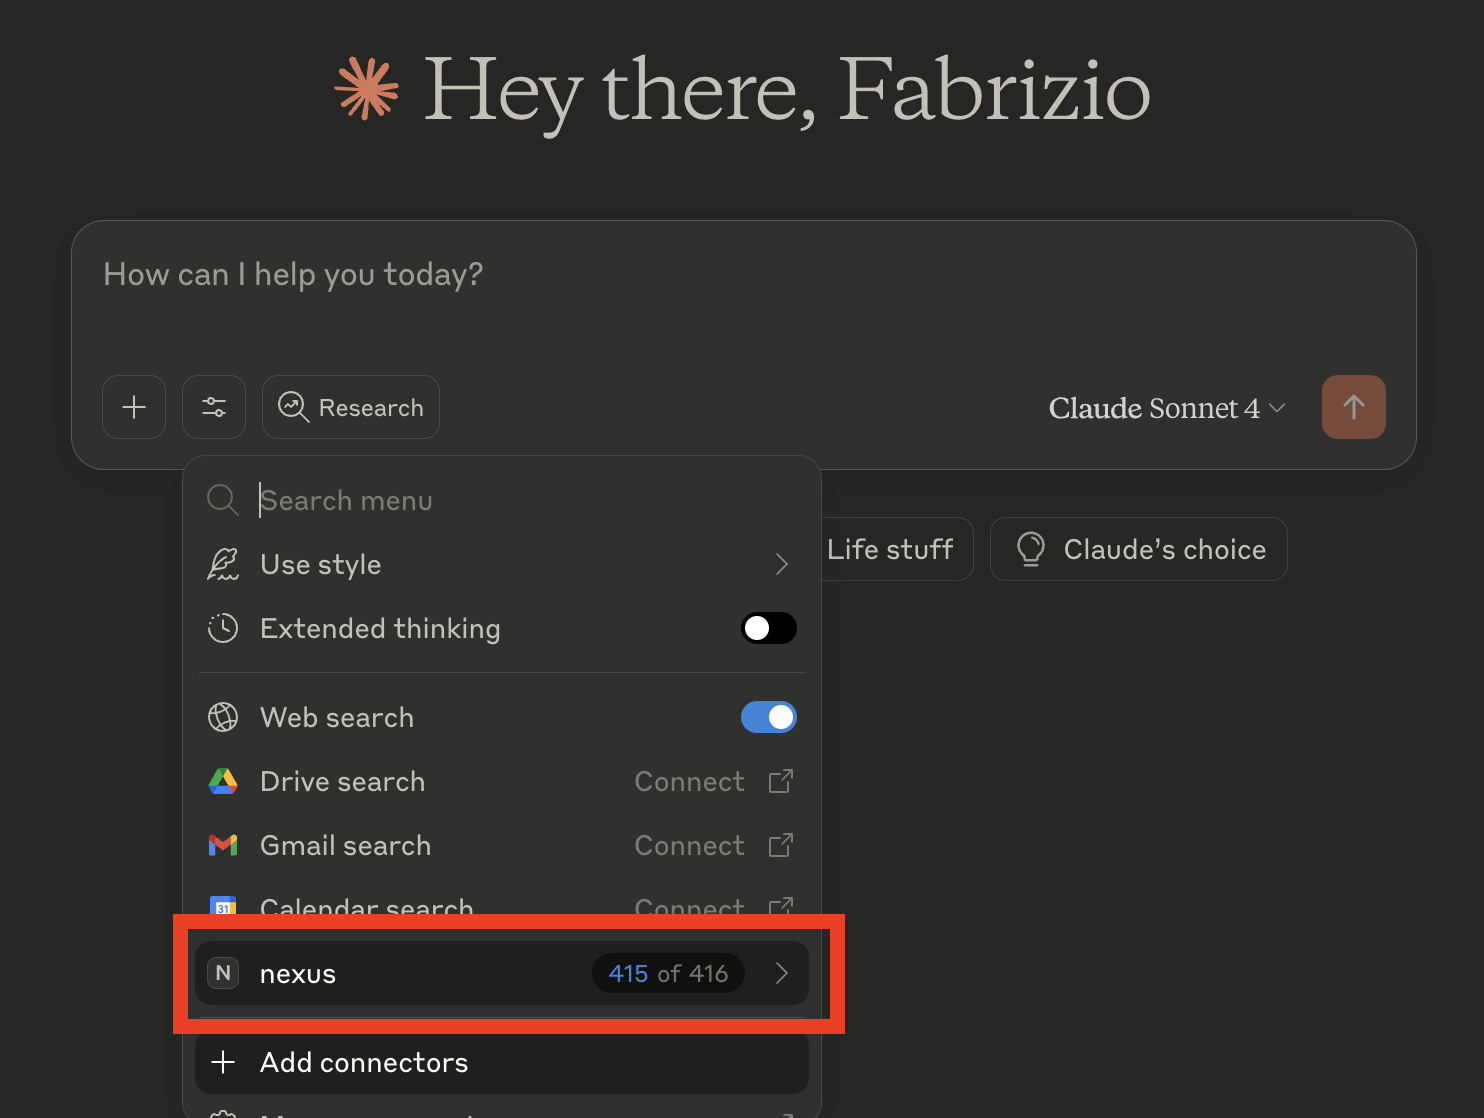 Hey there, Fabrizio
How can I help you today?
Research
Claude Sonnet 4
Search menu
Use style
Life stuff
Claude's choice
Extended thinking
Web search
Drive search Connect
Gmail search Connect
31 Calendar search Connect
N nexus 415 of 416
Add connectors